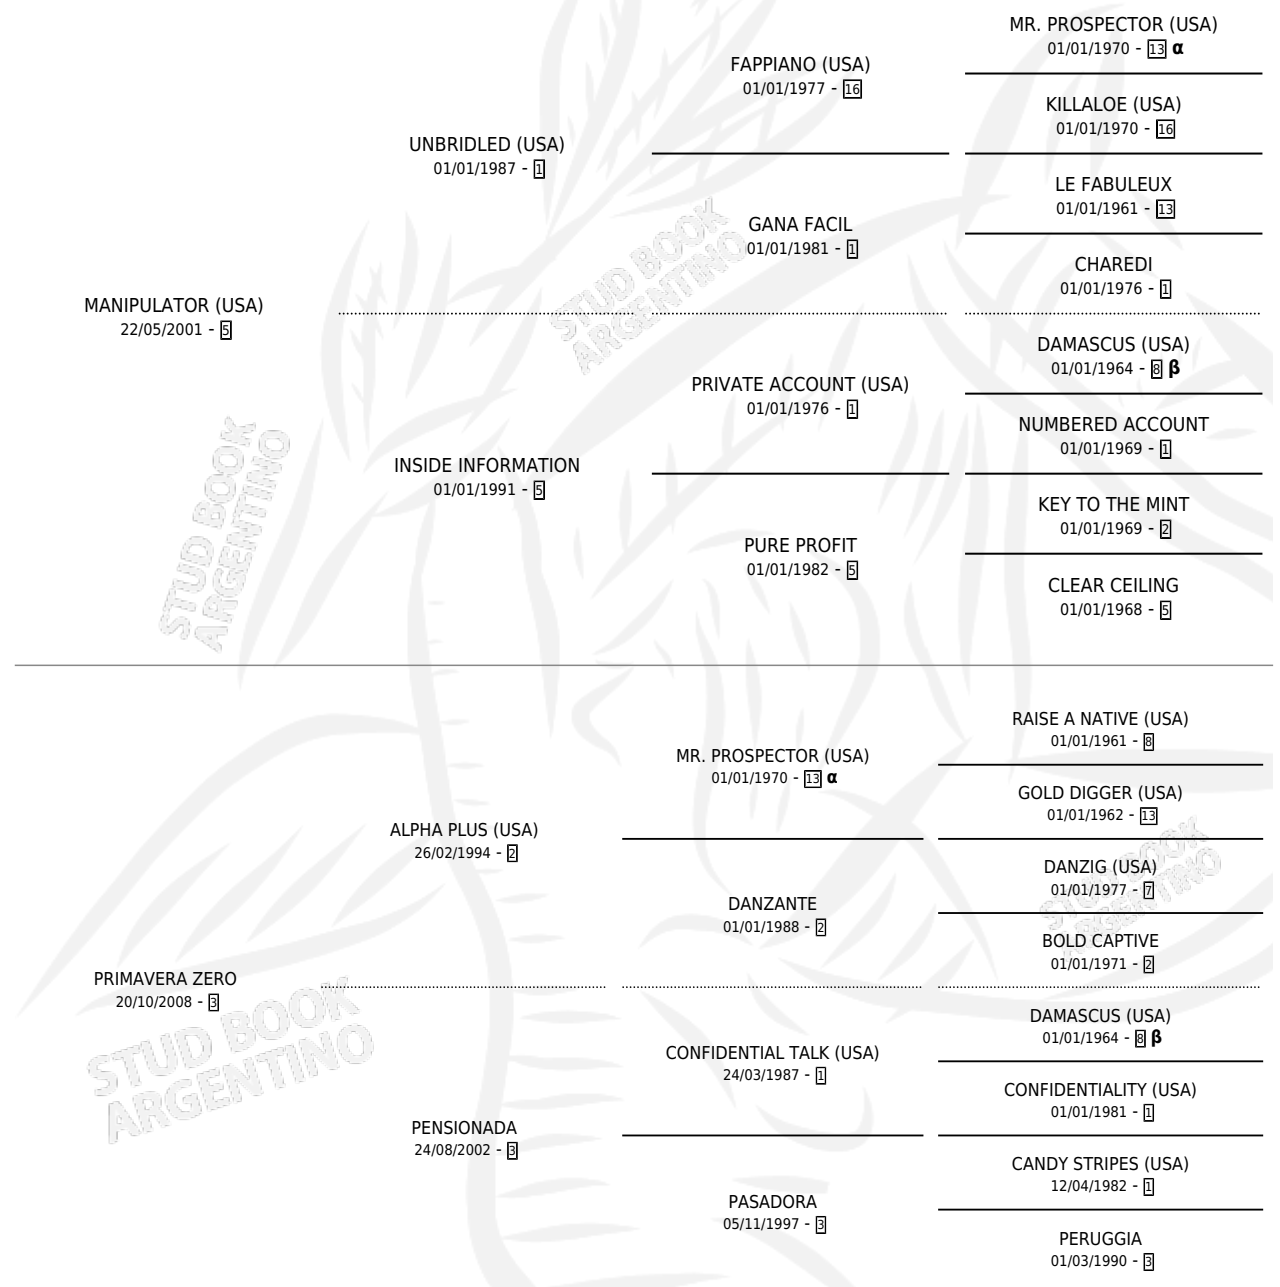 MR. PROSPECTOR (USA)
01/01/1970 - 13 α
FAPPIANO (USA)
01/01/1977 - 16
KILLALOE (USA)
01/01/1970 - 16
UNBRIDLED (USA)
01/01/1987 - 1
LE FABULEUX
01/01/1961 - 13
GANA FACIL
01/01/1981 - 1
CHAREDI
01/01/1976 - 1
MANIPULATOR (USA)
22/05/2001 - 5
DAMASCUS (USA)
01/01/1964 - 8 β
PRIVATE ACCOUNT (USA)
01/01/1976 - 1
NUMBERED ACCOUNT
01/01/1969 - 1
INSIDE INFORMATION
01/01/1991 - 5
KEY TO THE MINT
01/01/1969 - 2
PURE PROFIT
01/01/1982 - 5
CLEAR CEILING
01/01/1968 - 5
STUD BOOK
ARGENTINO
STUD BOOK
ARGENTINO
RAISE A NATIVE (USA)
01/01/1961 - 8
MR. PROSPECTOR (USA)
01/01/1970 - 13 α
GOLD DIGGER (USA)
01/01/1962 - 13
ALPHA PLUS (USA)
26/02/1994 - 2
DANZIG (USA)
01/01/1977 - 7
DANZANTE
01/01/1988 - 2
BOLD CAPTIVE
01/01/1971 - 2
PRIMAVERA ZERO
20/10/2008 - 3
DAMASCUS (USA)
01/01/1964 - 8 β
CONFIDENTIAL TALK (USA)
24/03/1987 - 1
CONFIDENTIALITY (USA)
01/01/1981 - 1
PENSIONADA
24/08/2002 - 3
CANDY STRIPES (USA)
12/04/1982 - 1
PASADORA
05/11/1997 - 3
PERUGGIA
01/03/1990 - 3
STUD BOOK
ARGENTINO
STUD BOOK
ARGENTINO